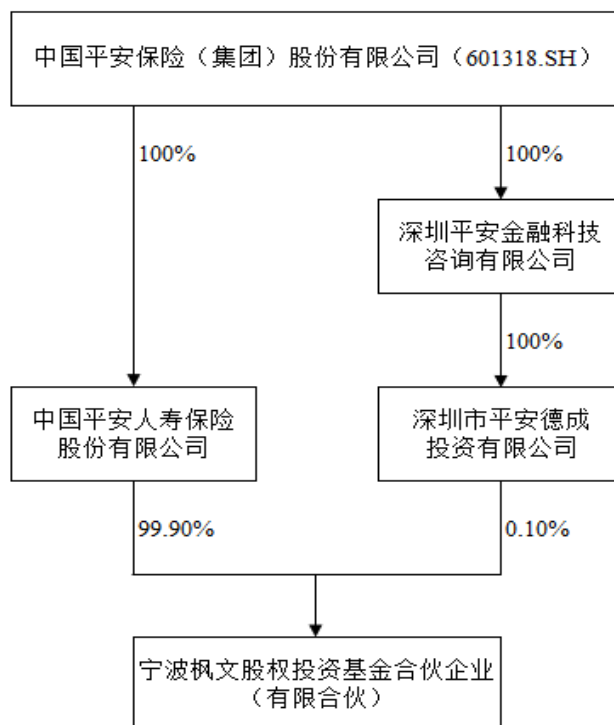 中国平安保险（集团）股份有限公司（601318.SH）
100%
100%
深圳平安金融科技
咨询有限公司
100%
中国平安人寿保险
股份有限公司
深圳市平安德成
投资有限公司
99.90%
0.10%
宁波枫文股权投资基金合伙企业
（有限合伙）